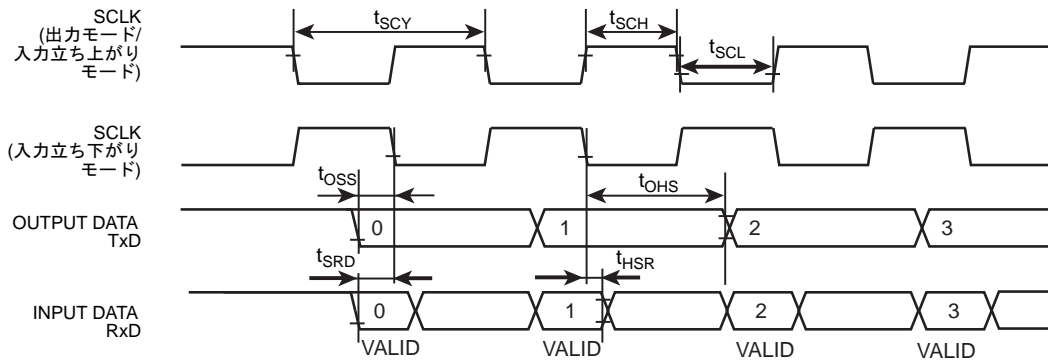 SCLK
(出力モード/
入力立ち上がり
モード)
tSCY
tSCH
tSCL
SCLK
(入力立ち下がり
モード)
tOSS
tOHS
OUTPUT DATA
TxD
0
1
2
3
tSRD
tHSR
INPUT DATA
RxD
0
1
2
3
VALID
VALID
VALID
VALID